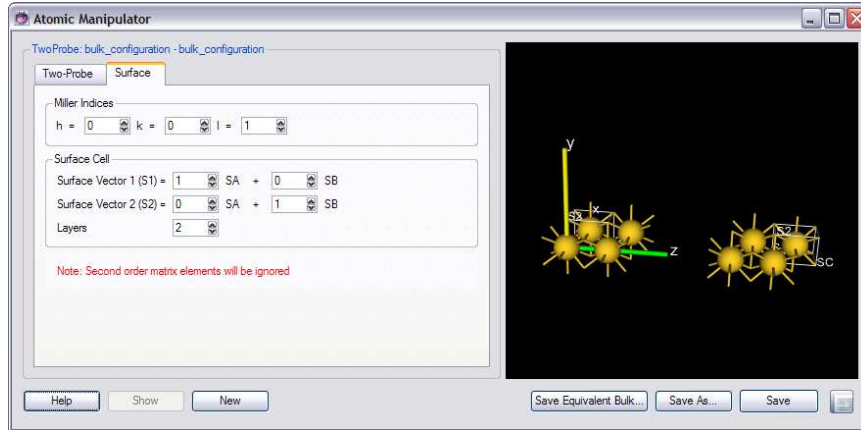 Atomic Manipulator
TwoProbe: bulk_configuration - bulk_configuration
Two-Probe Surface
Miller Indices
h = 0 k = 0 l = 1
Surface Cell
Surface Vector 1 (S1) = 1 SA + 0 SB
Surface Vector 2 (S2) = 0 SA + 1 SB
Layers 2
Note: Second order matrix elements will be ignored
y
S2 x
z
S2
SC
Help Show New Save Equivalent Bulk... Save As... Save